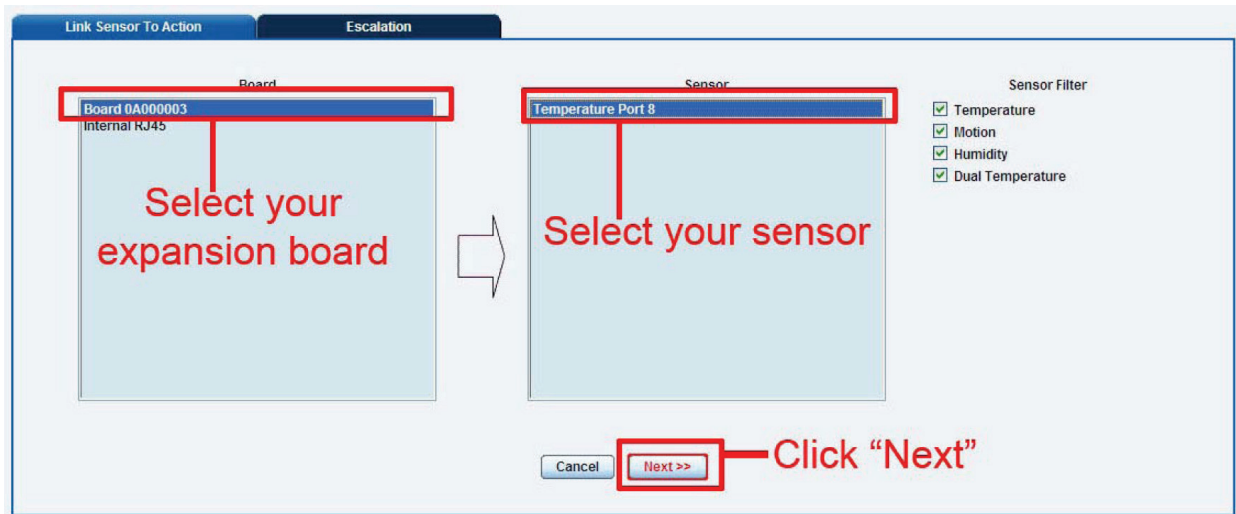 Link Sensor To Action
Escalation
Board
Board 0A000003
Internal RJ45
Select your
expansion board
Sensor
Temperature Port 8
Select your sensor
Sensor Filter
Temperature
Motion
Humidity
Dual Temperature
Cancel
Next >>
Click “Next”